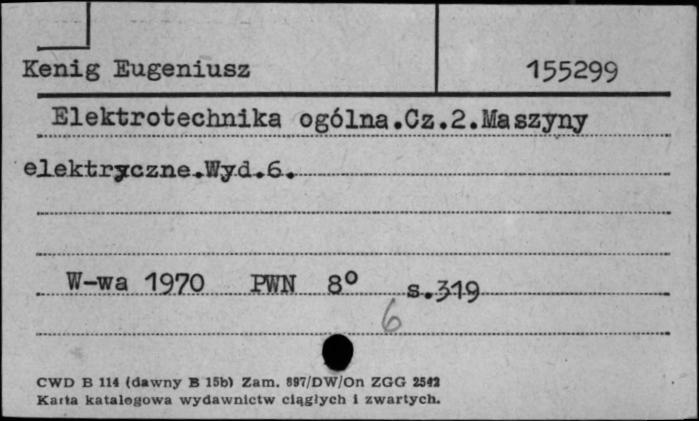 Kenig Eugeniusz 155299
Elektrotechnika ogólna.Cz.2.Maszyny
elektryczne.Wyd.6.
W-wa 1970 PWN 8° s.319
6
CWD B 114 (dawny B 15b) Zam. 897/DW/On ZGG 2542
Karta katalogowa wydawnictw ciągłych i zwartych.